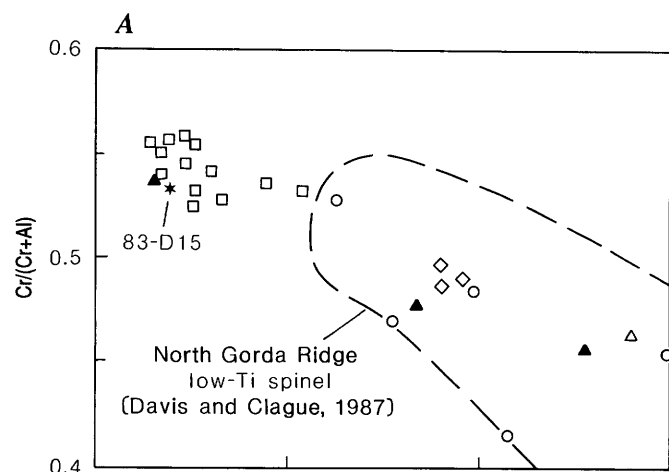 A
0.6
Cr/(Cr+Al)
83-D15
0.5
North Gorda Ridge
low-Ti spinel
(Davis and Clague, 1987)
0.4